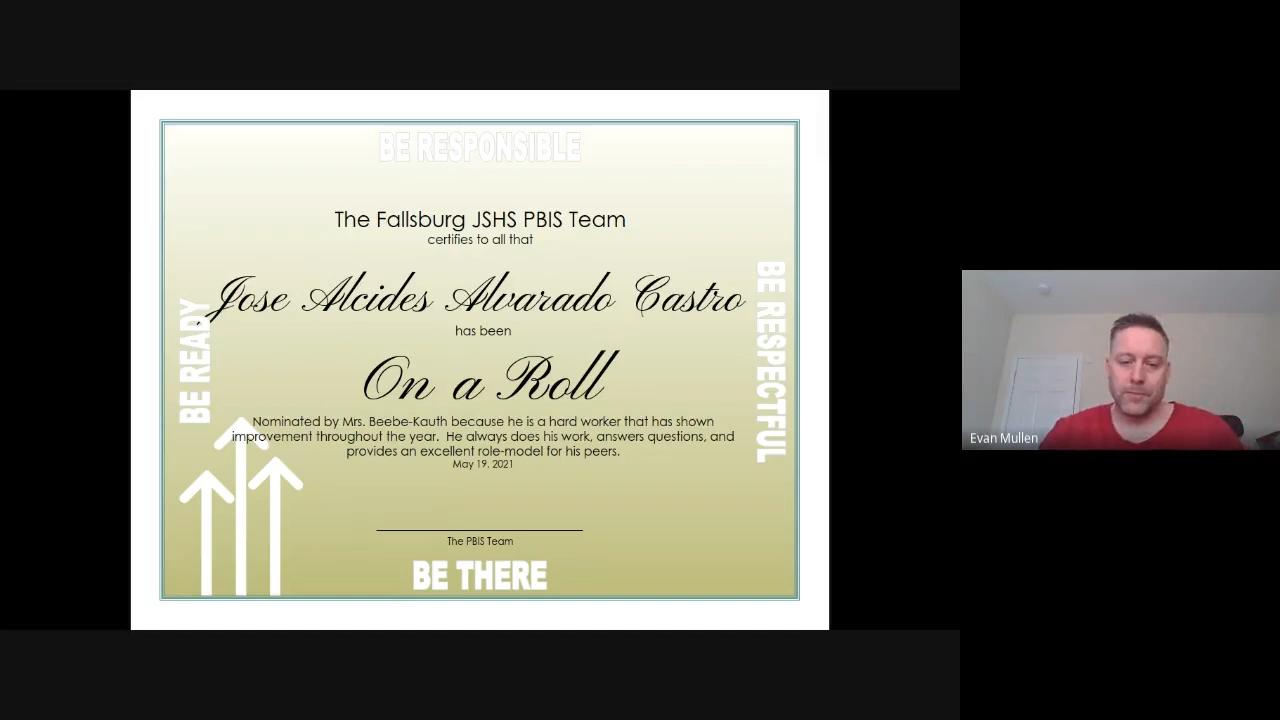 BE RESPONSIBLE
The Fallsburg JSHS PBIS Team
certifies to all that
Jose Alcides Alvarado Castro
has been
On a Roll
Nominated by Mrs. Beebe-Kauth because he is a hard worker that has shown
improvement throughout the year. He always does his work, answers questions, and
provides an excellent role-model for his peers.
May 19, 2021
The PBIS Team
BE THERE
BE READY
BE RESPECTFUL
Evan Mullen